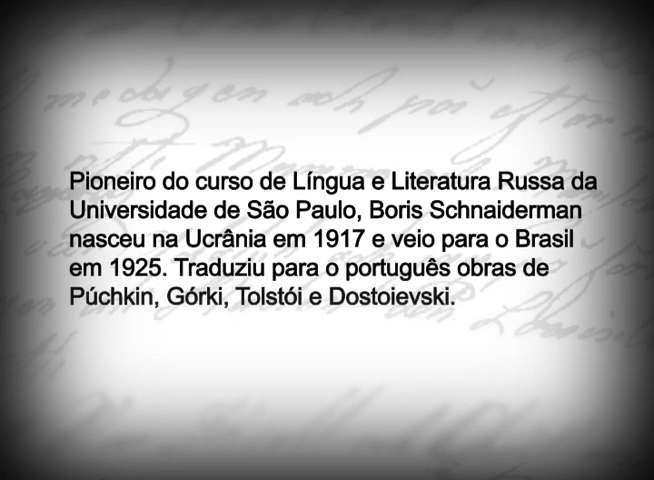 Pioneiro do curso de Língua e Literatura Russa da
Universidade de São Paulo, Boris Schnaiderman
nasceu na Ucrânia em 1917 e veio para o Brasil
em 1925. Traduziu para o português obras de
Púchkin, Górki, Tolstói e Dostoievski.